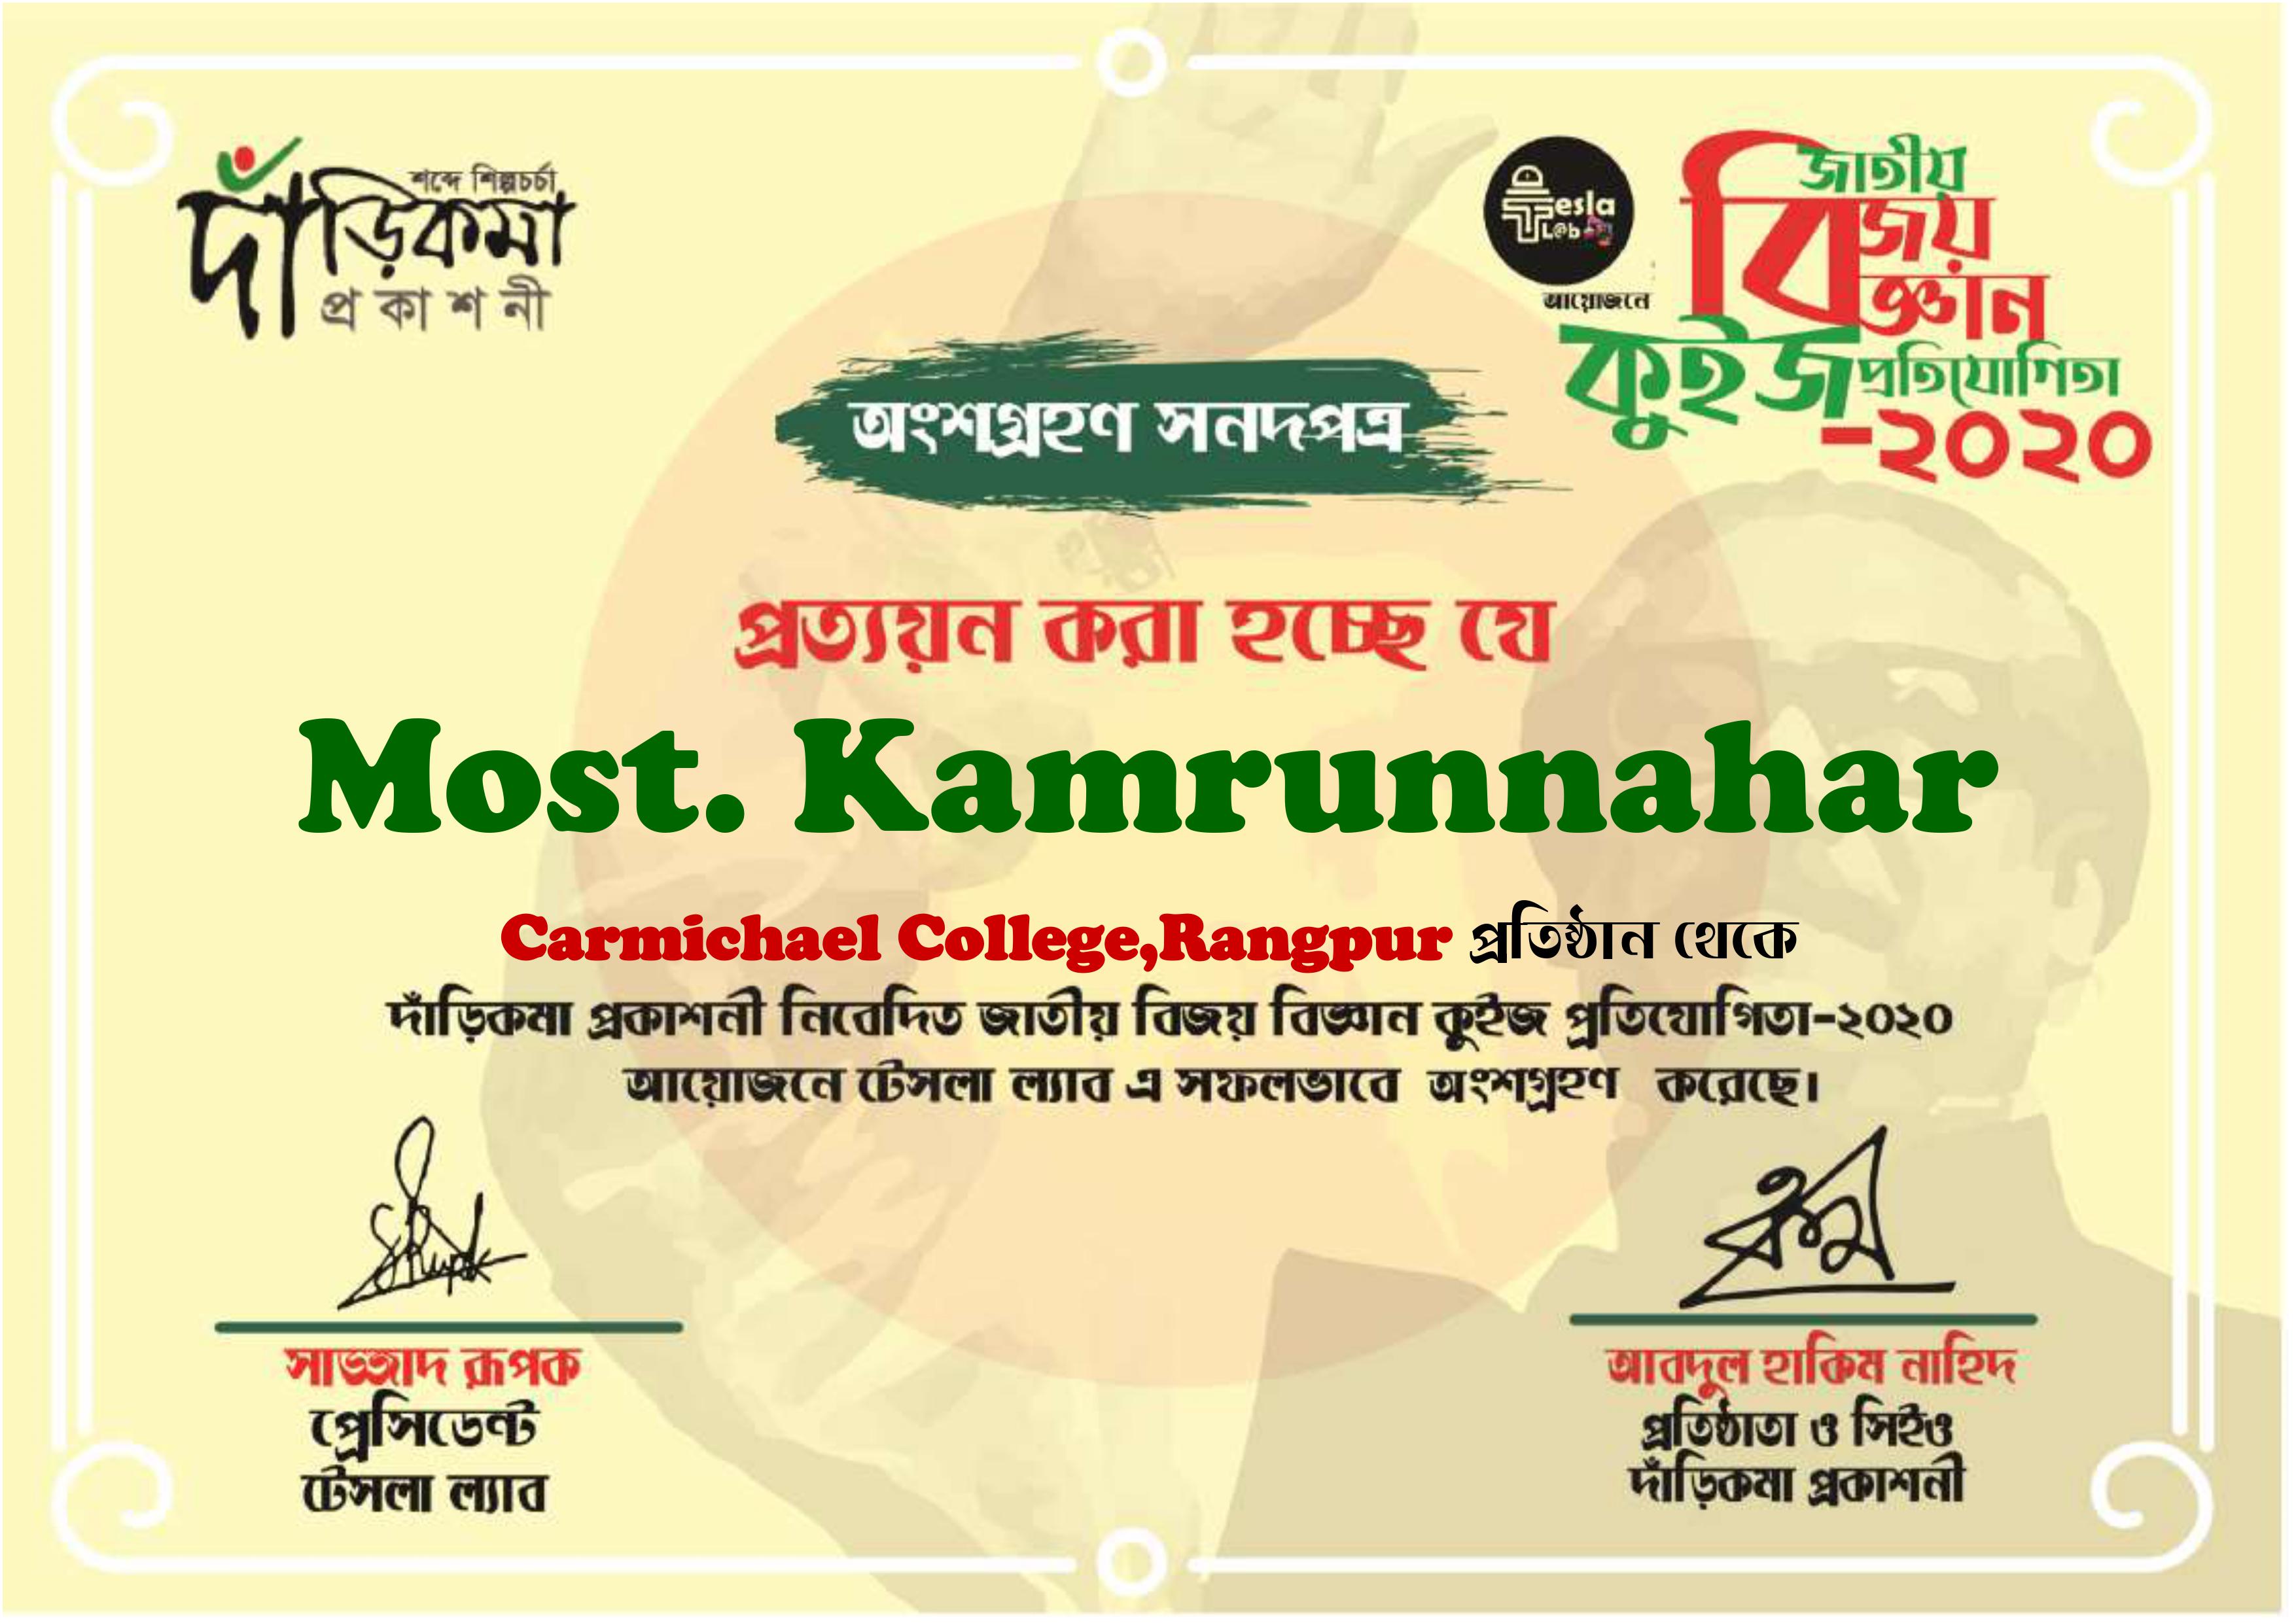 শব্দে শিল্পচর্চা
দাঁড়িকমা
প্রকাশনী
Tesla
L@b
আয়োজনে
জাতীয়
বিজয়
বিজ্ঞান
কুইজ প্রতিযোগিতা
-২০২০
অংশগ্রহণ সনদপত্র
প্রত্যয়ন করা হচ্ছে যে
Most. Kamrunnahar
Carmichael College,Rangpur প্রতিষ্ঠান থেকে
দাঁড়িকমা প্রকাশনী নিবেদিত জাতীয় বিজয় বিজ্ঞান কুইজ প্রতিযোগিতা-২০২০
আয়োজনে টেসলা ল্যাব এ সফলভাবে অংশগ্রহণ করেছে।
সাজ্জাদ রূপক
প্রেসিডেন্ট
টেসলা ল্যাব
আবদুল হাকিম নাহিদ
প্রতিষ্ঠাতা ও সিইও
দাঁড়িকমা প্রকাশনী